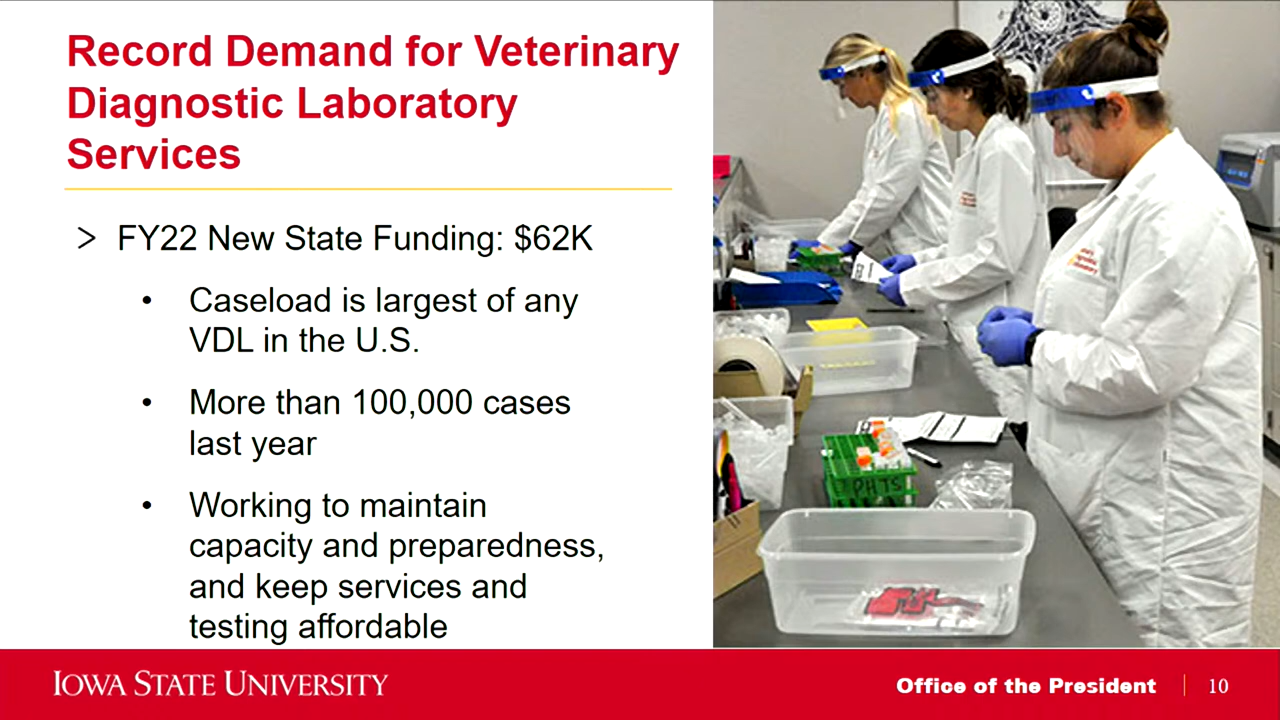 Record Demand for Veterinary
Diagnostic Laboratory
Services
> FY22 New State Funding: $62K
• Caseload is largest of any
VDL in the U.S.
• More than 100,000 cases
last year
• Working to maintain
capacity and preparedness,
and keep services and
testing affordable
PHTS
IOWA STATE UNIVERSITY
Office of the President | 10